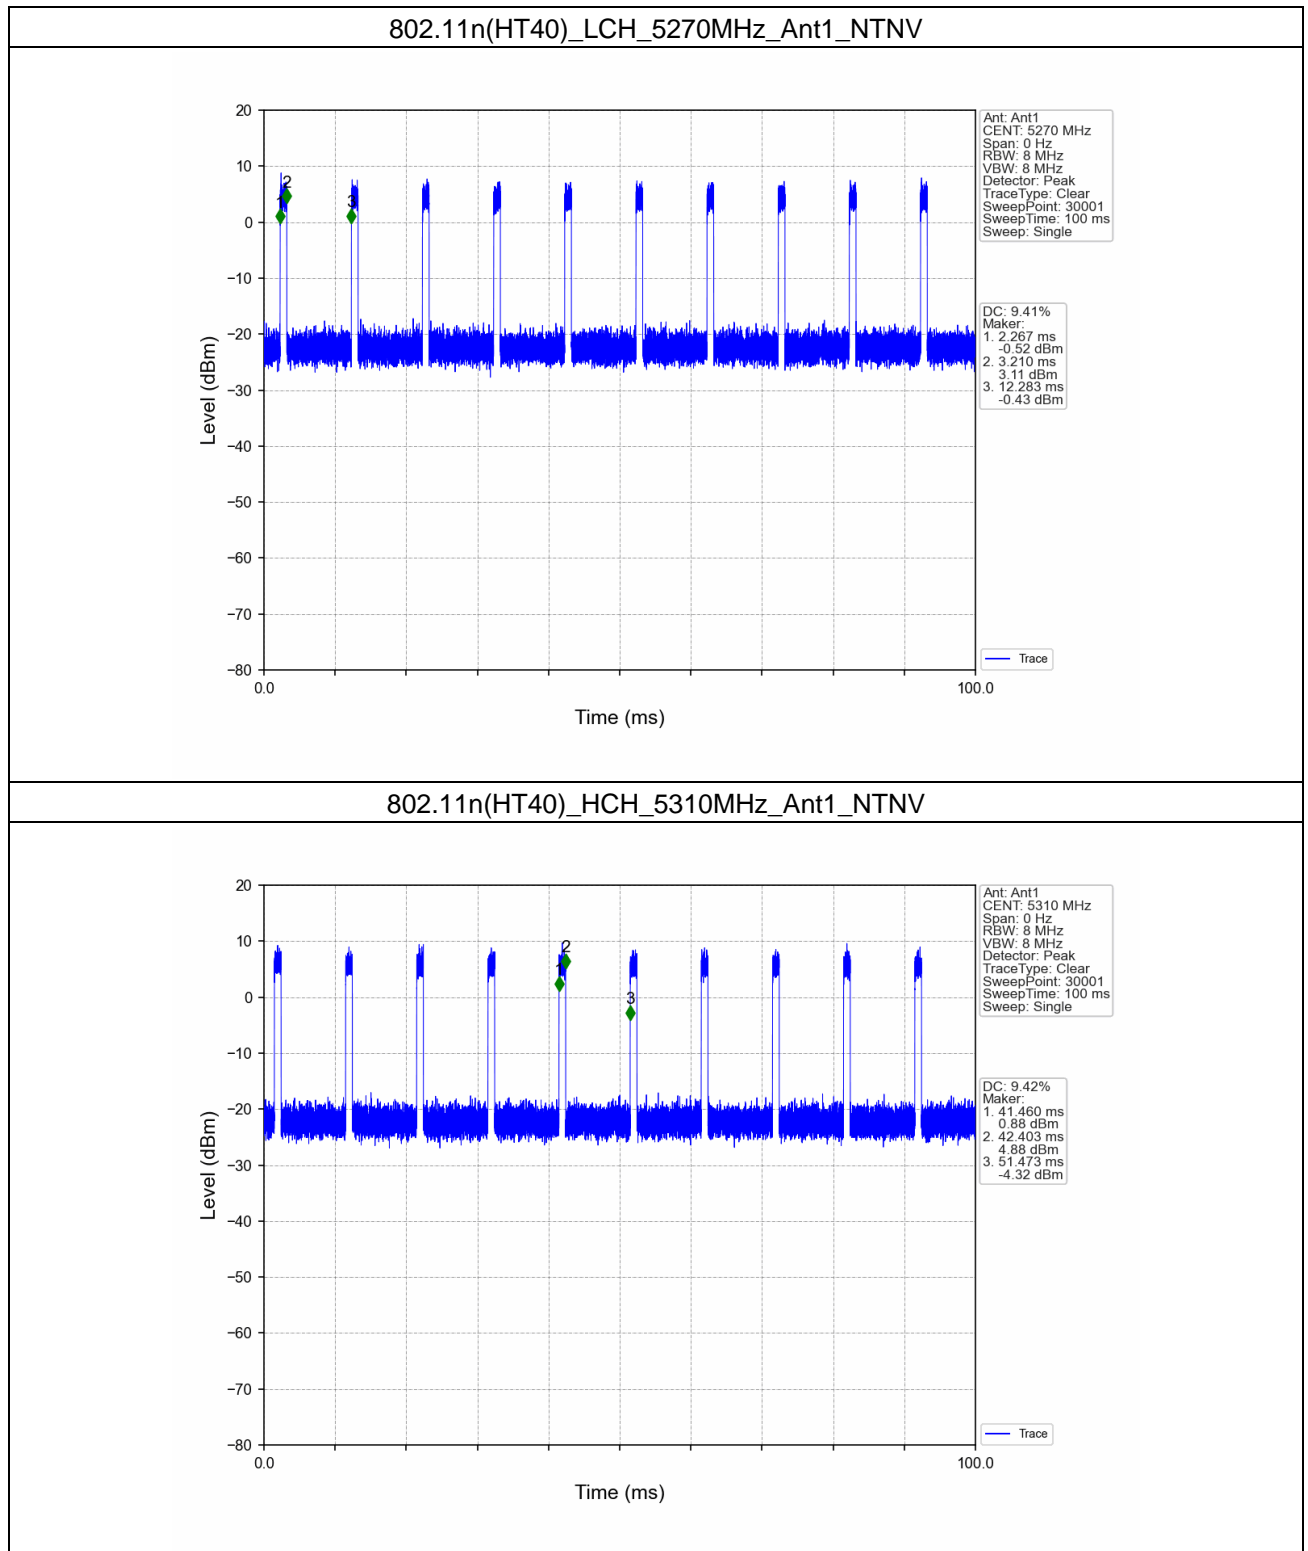 802.11n(HT40)_LCH_5270MHz_Ant1_NTNV
20
10
0
−10
−20
−30
−40
−50
−60
−70
−80
Level (dBm)
0.0
100.0
Time (ms)
1
2
3
Ant: Ant1
CENT: 5270 MHz
Span: 0 Hz
RBW: 8 MHz
VBW: 8 MHz
Detector: Peak
TraceType: Clear
SweepPoint: 30001
SweepTime: 100 ms
Sweep: Single
DC: 9.41%
Maker:
1. 2.267 ms
-0.52 dBm
2. 3.210 ms
3.11 dBm
3. 12.283 ms
-0.43 dBm
Trace
802.11n(HT40)_HCH_5310MHz_Ant1_NTNV
20
10
0
−10
−20
−30
−40
−50
−60
−70
−80
Level (dBm)
0.0
100.0
Time (ms)
1
2
3
Ant: Ant1
CENT: 5310 MHz
Span: 0 Hz
RBW: 8 MHz
VBW: 8 MHz
Detector: Peak
TraceType: Clear
SweepPoint: 30001
SweepTime: 100 ms
Sweep: Single
DC: 9.42%
Maker:
1. 41.460 ms
0.88 dBm
2. 42.403 ms
4.88 dBm
3. 51.473 ms
-4.32 dBm
Trace